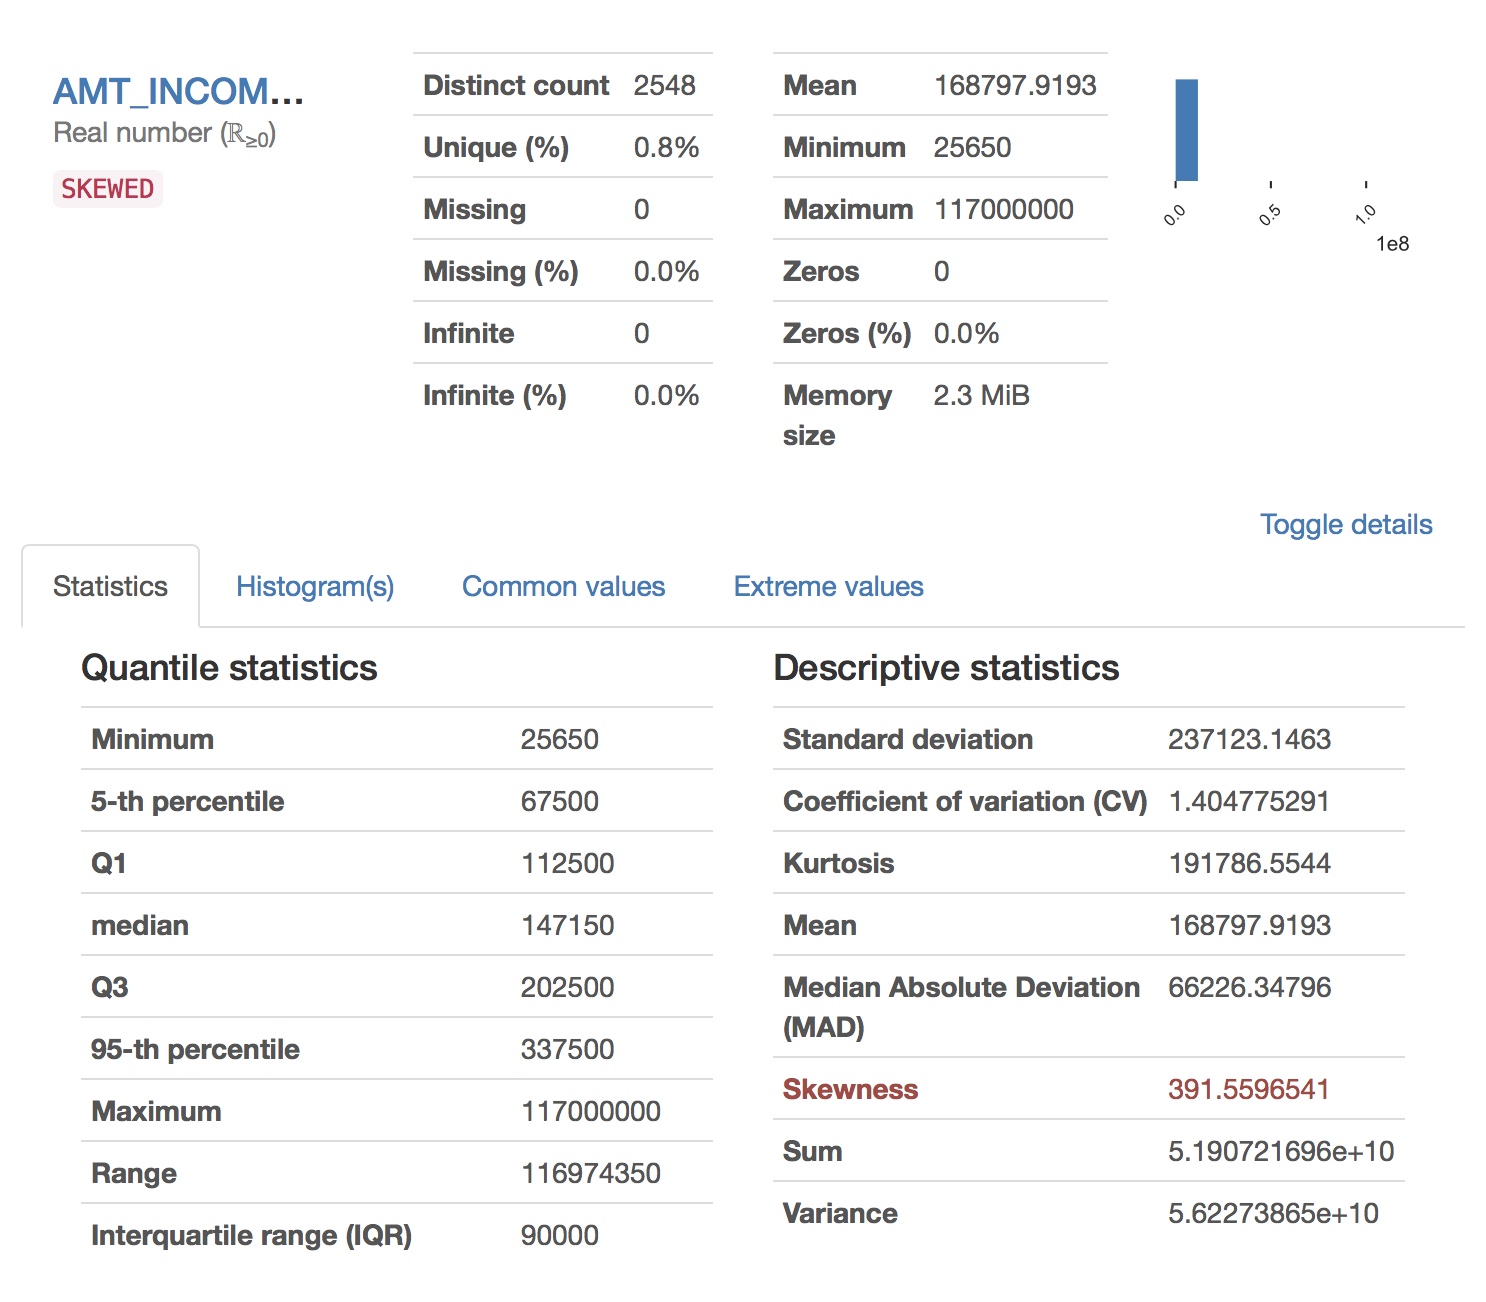 AMT_INCOM...
Real number (ℝ≥0)
SKEWED
Distinct count 2548
Unique (%) 0.8%
Missing 0
Missing (%) 0.0%
Infinite 0
Infinite (%) 0.0%
Mean 168797.9193
Minimum 25650
Maximum 117000000
Zeros 0
Zeros (%) 0.0%
Memory 2.3 MiB
size
0.0 0.5 1.0
1e8
Toggle details
Statistics Histogram(s) Common values Extreme values
Quantile statistics
Minimum 25650
5-th percentile 67500
Q1 112500
median 147150
Q3 202500
95-th percentile 337500
Maximum 117000000
Range 116974350
Interquartile range (IQR) 90000
Descriptive statistics
Standard deviation 237123.1463
Coefficient of variation (CV) 1.404775291
Kurtosis 191786.5544
Mean 168797.9193
Median Absolute Deviation 66226.34796
(MAD)
Skewness 391.5596541
Sum 5.190721696e+10
Variance 5.62273865e+10